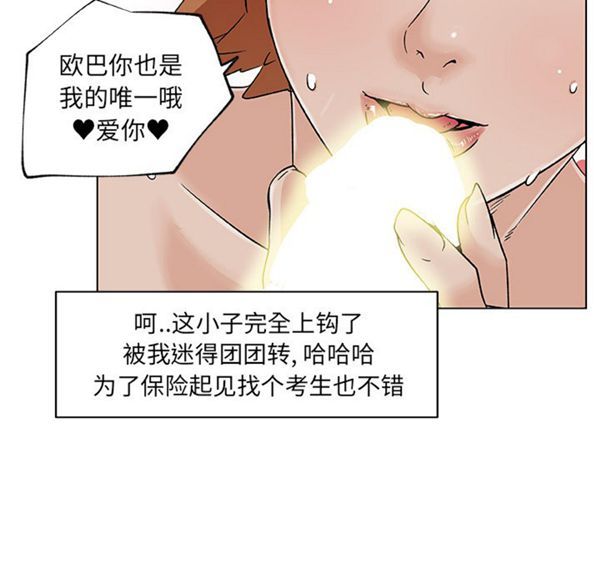 欧巴你也是
我的唯一哦
♥爱你♥
呵..这小子完全上钩了
被我迷得团团转, 哈哈哈
为了保险起见找个考生也不错